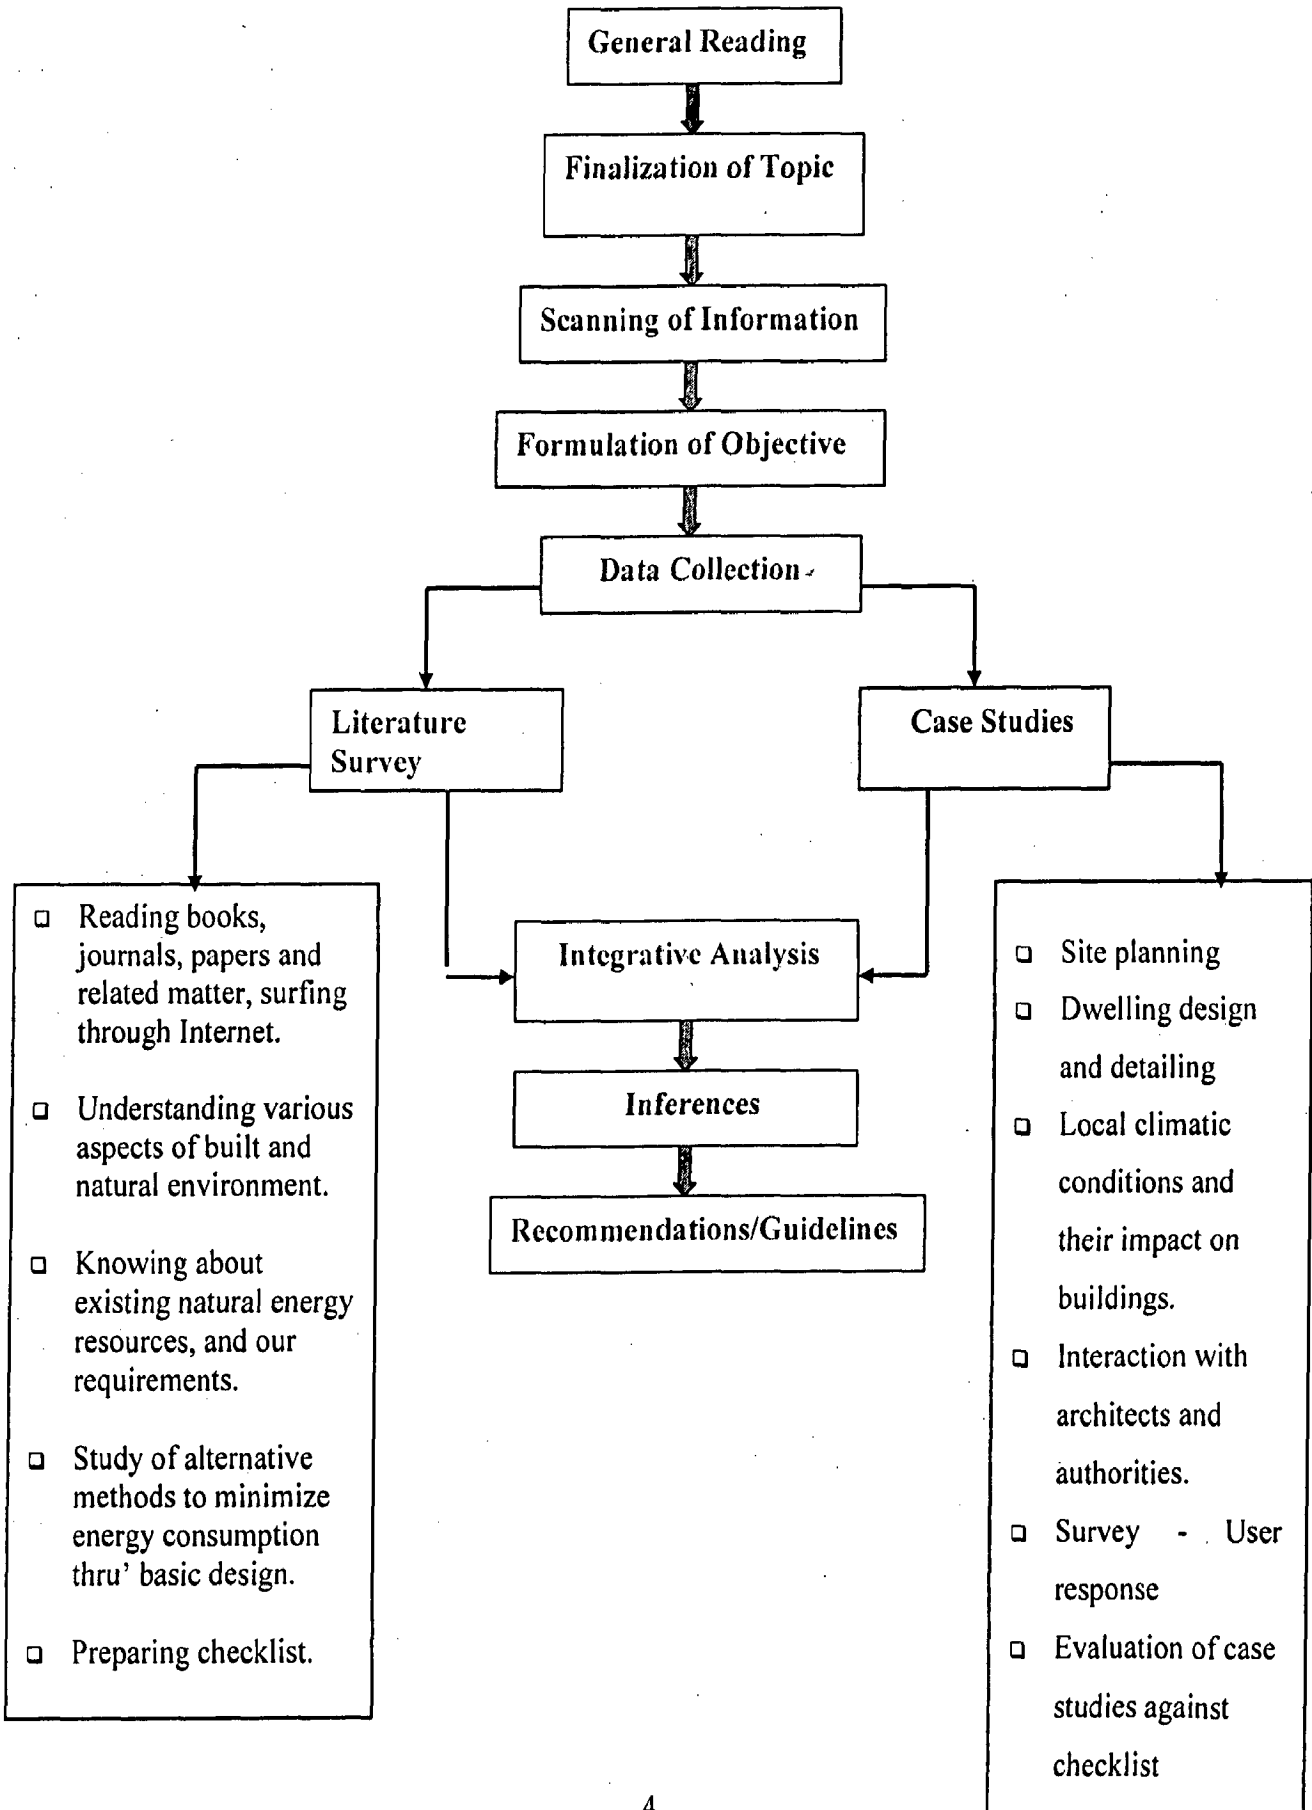 General Reading
Finalization of Topic
Scanning of Information
Formulation of Objective
Data Collection
Literature
Survey
Case Studies
Reading books,
journals, papers and
related matter, surfing
through Internet.
Understanding various
aspects of built and
natural environment.
Knowing about
existing natural energy
resources, and our
requirements.
Study of alternative
methods to minimize
energy consumption
thru' basic design.
Preparing checklist.
Integrative Analysis
Inferences
Recommendations/Guidelines
Site planning
Dwelling design
and detailing
Local climatic
conditions and
their impact on
buildings.
Interaction with
architects and
authorities.
Survey - User
response
Evaluation of case
studies against
checklist
4